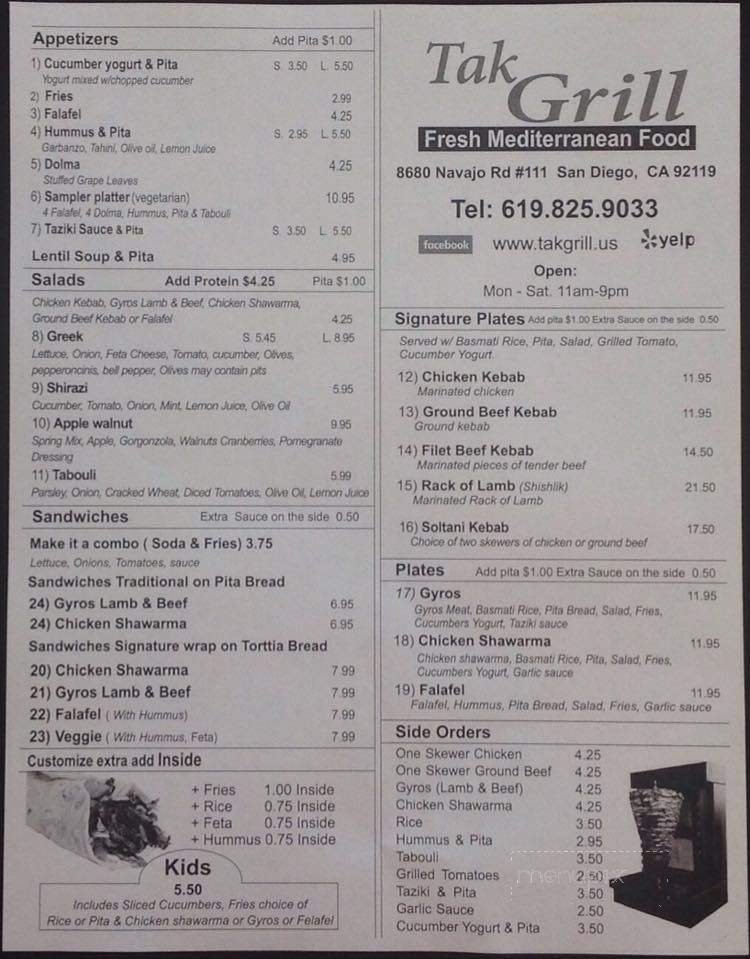 Appetizers Add Pita $1.00
1) Cucumber yogurt & Pita S. 3.50 L. 5.50
Yogurt mixed w/chopped cucumber
2) Fries 2.99
3) Falafel 4.25
4) Hummus & Pita S. 2.95 L. 5.50
Garbanzo, Tahini, Olive oil, Lemon Juice
5) Dolma 4.25
Stuffed Grape Leaves
6) Sampler platter (vegetarian) 10.95
4 Falafel, 4 Dolma, Hummus, Pita & Tabouli
7) Taziki Sauce & Pita S. 3.50 L. 5.50
Lentil Soup & Pita 4.95
Salads Add Protein $4.25 Pita $1.00
Chicken Kebab, Gyros Lamb & Beef, Chicken Shawarma,
Ground Beef Kebab or Falafel 4.25
8) Greek S. 5.45 L. 8.95
Lettuce, Onion, Feta Cheese, Tomato, cucumber, Olives,
pepperoncinis, bell pepper, Olives may contain pits
9) Shirazi 5.95
Cucumber, Tomato, Onion, Mint, Lemon Juice, Olive Oil
10) Apple walnut 9.95
Spring Mix, Apple, Gorgonzola, Walnuts Cranberries, Pomegranate
Dressing
11) Tabouli 5.99
Parsley, Onion, Cracked Wheat, Diced Tomatoes, Olive Oil, Lemon Juice
Sandwiches Extra Sauce on the side 0.50
Make it a combo ( Soda & Fries) 3.75
Lettuce, Onions, Tomatoes, sauce
Sandwiches Traditional on Pita Bread
24) Gyros Lamb & Beef 6.95
24) Chicken Shawarma 6.95
Sandwiches Signature wrap on Torttia Bread
20) Chicken Shawarma 7.99
21) Gyros Lamb & Beef 7.99
22) Falafel ( With Hummus) 7.99
23) Veggie ( With Hummus, Feta) 7.99
Customize extra add Inside
+ Fries 1.00 Inside
+ Rice 0.75 Inside
+ Feta 0.75 Inside
+ Hummus 0.75 Inside
Kids
5.50
Includes Sliced Cucumbers, Fries choice of
Rice or Pita & Chicken shawarma or Gyros or Felafel
Tak
Grill
Fresh Mediterranean Food
8680 Navajo Rd #111 San Diego, CA 92119
Tel: 619.825.9033
facebook www.takgrill.us yelp
Open:
Mon - Sat. 11am-9pm
Signature Plates Add pita $1.00 Extra Sauce on the side 0.50
Served w/ Basmati Rice, Pita, Salad, Grilled Tomato,
Cucumber Yogurt.
12) Chicken Kebab 11.95
Marinated chicken
13) Ground Beef Kebab 11.95
Ground kebab
14) Filet Beef Kebab 14.50
Marinated pieces of tender beef
15) Rack of Lamb (Shishlik) 21.50
Marinated Rack of Lamb
16) Soltani Kebab 17.50
Choice of two skewers of chicken or ground beef
Plates Add pita $1.00 Extra Sauce on the side 0.50
17) Gyros 11.95
Gyros Meat, Basmati Rice, Pita Bread, Salad, Fries,
Cucumbers Yogurt, Taziki sauce
18) Chicken Shawarma 11.95
Chicken shawarma, Basmati Rice, Pita, Salad, Fries,
Cucumbers Yogurt, Garlic sauce
19) Falafel 11.95
Falafel, Hummus, Pita Bread, Salad, Fries, Garlic sauce
Side Orders
One Skewer Chicken 4.25
One Skewer Ground Beef 4.25
Gyros (Lamb & Beef) 4.25
Chicken Shawarma 4.25
Rice 3.50
Hummus & Pita 2.95
Tabouli 3.50
Grilled Tomatoes 2.50
Taziki & Pita 3.50
Garlic Sauce 2.50
Cucumber Yogurt & Pita 3.50